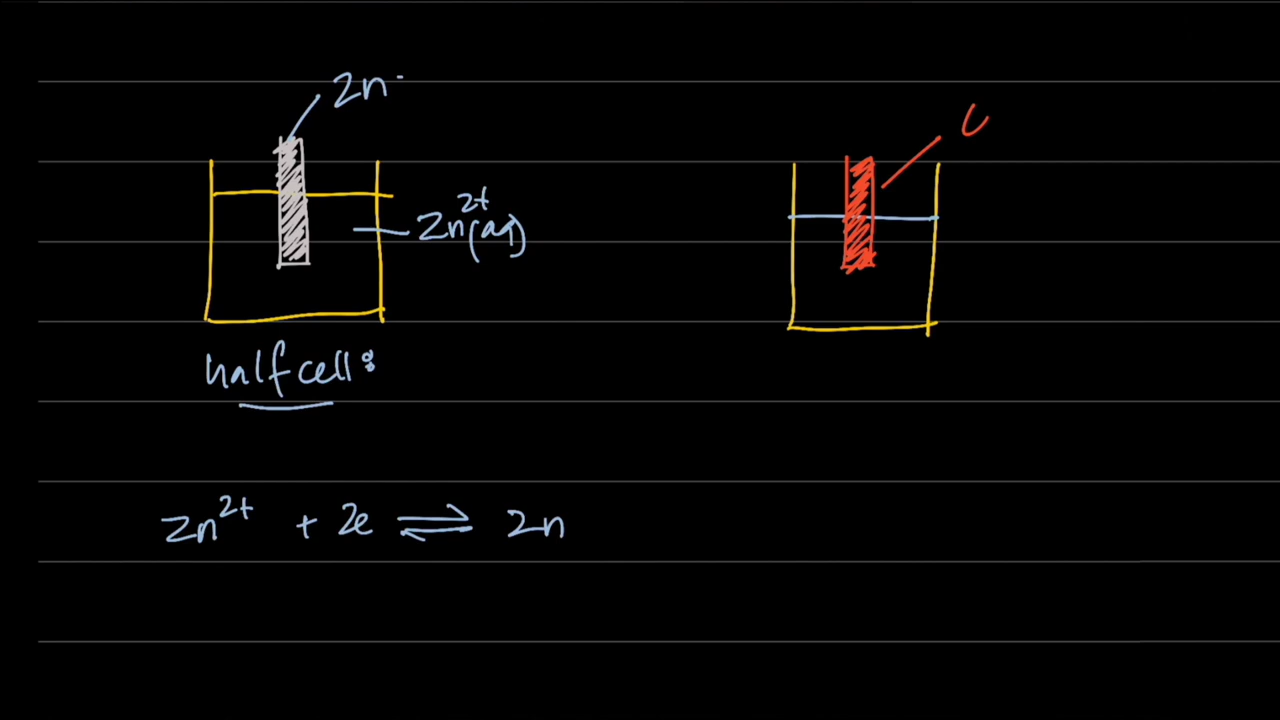 Zn
Zn²⁺(aq)
C
half cell:
Zn²⁺ + 2e ⇌ Zn